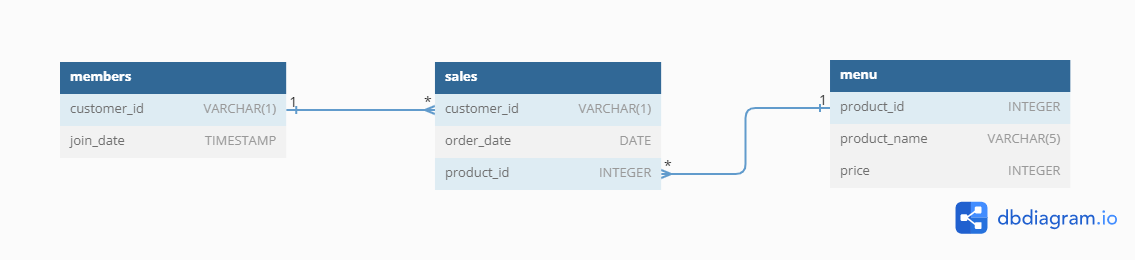 members
customer_id VARCHAR(1)
join_date TIMESTAMP
1
*
sales
customer_id VARCHAR(1)
order_date DATE
product_id INTEGER
*
1
menu
product_id INTEGER
product_name VARCHAR(5)
price INTEGER
dbdiagram.io